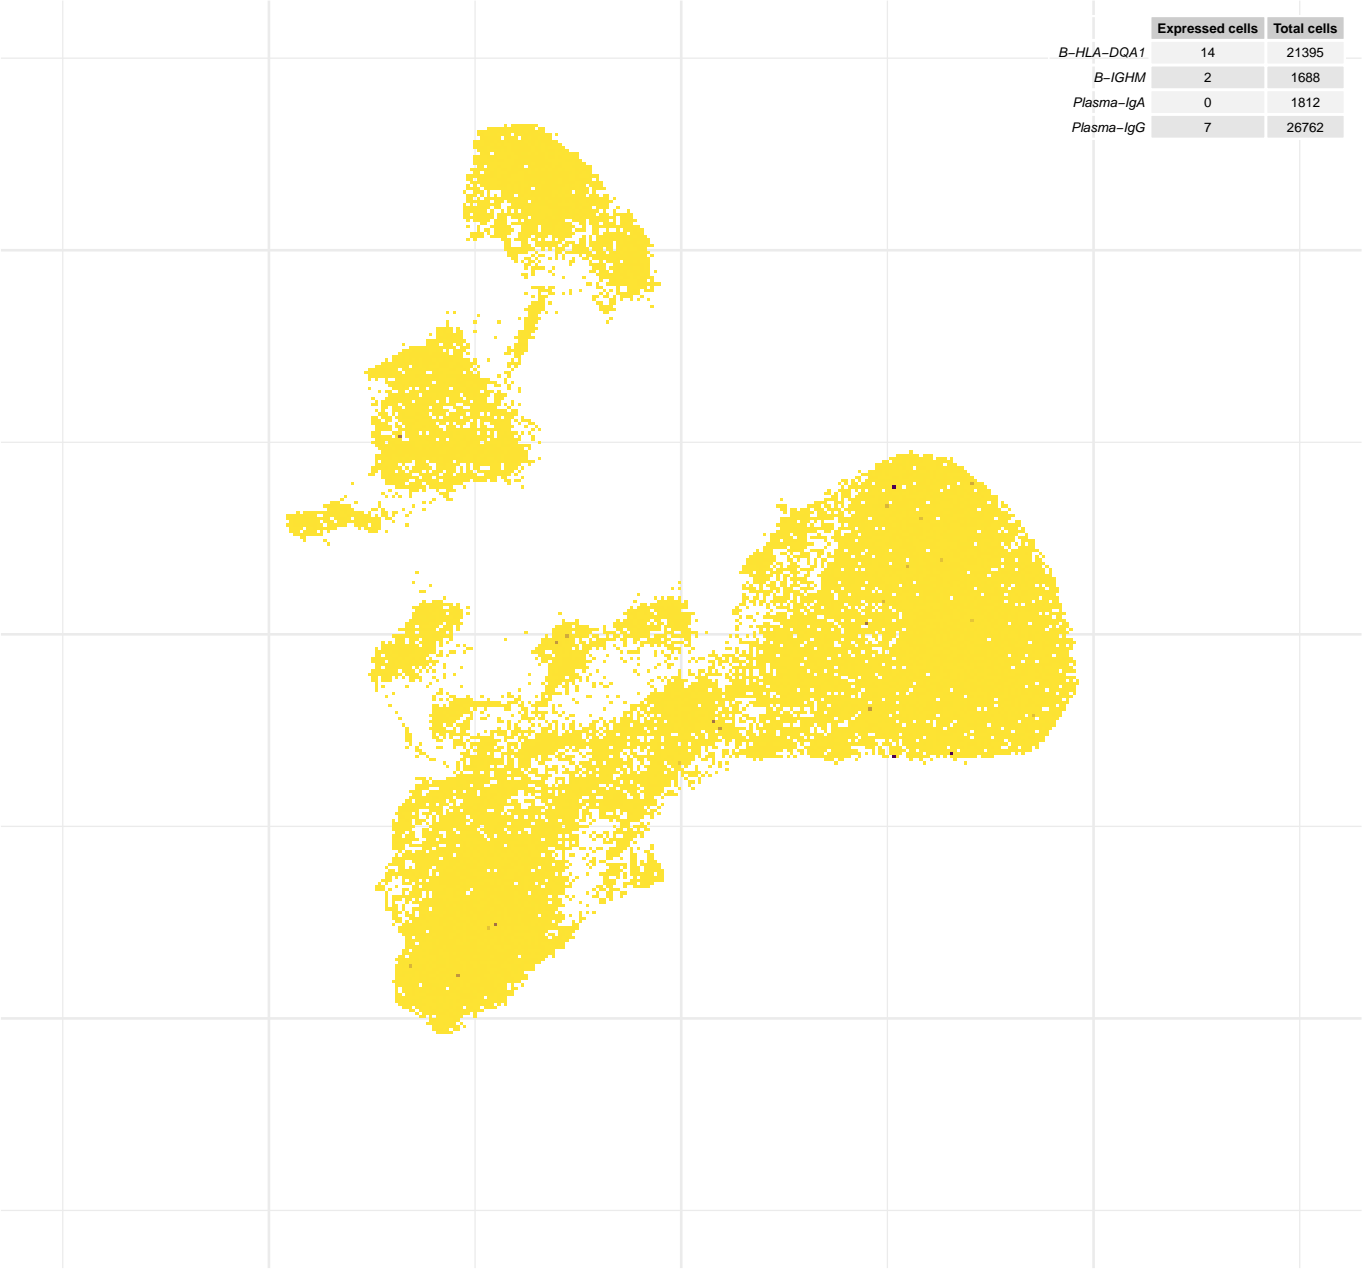 Expressed cells Total cells
B−HLA−DQA1 14 21395
B−IGHM 2 1688
Plasma−IgA 0 1812
Plasma−IgG 7 26762